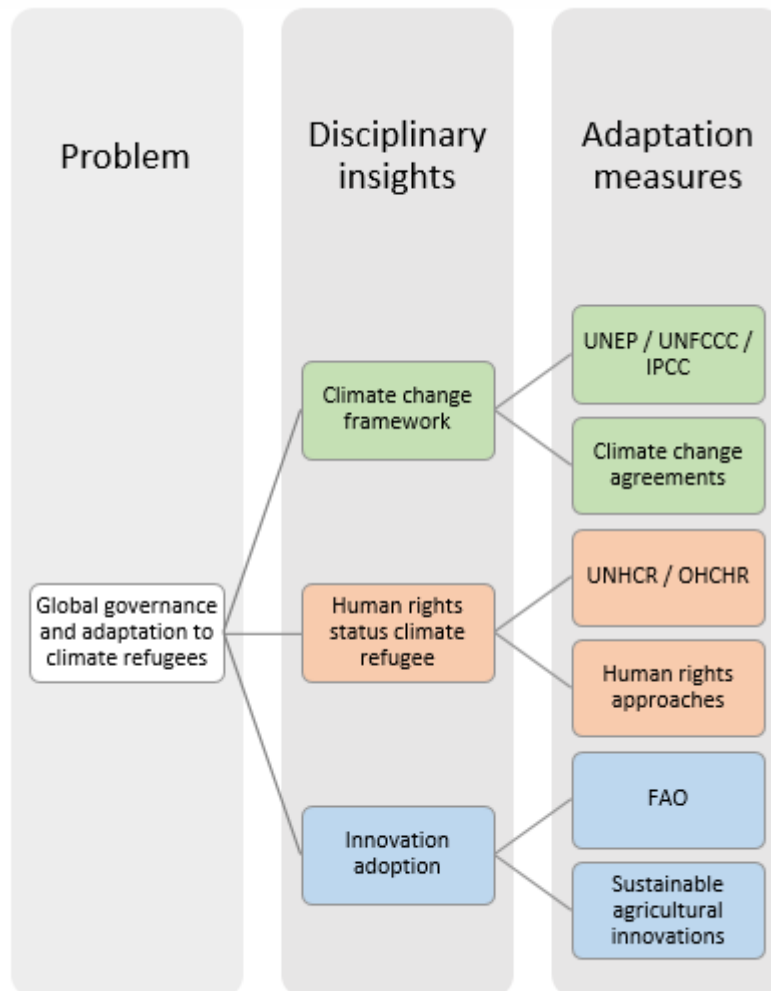 Problem
Disciplinary
insights
Adaptation
measures
UNEP / UNFCCC /
IPCC
Climate change
framework
Climate change
agreements
Global governance
and adaptation to
climate refugees
Human rights
status climate
refugee
UNHCR / OHCHR
Human rights
approaches
Innovation
adoption
FAO
Sustainable
agricultural
innovations